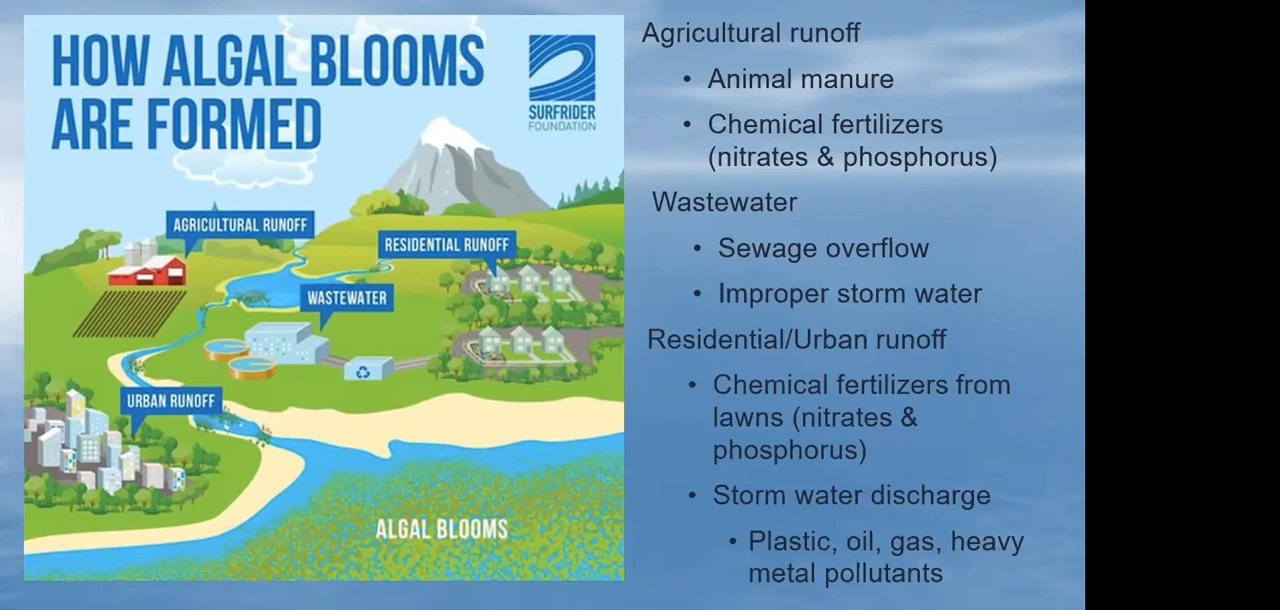 HOW ALGAL BLOOMS
ARE FORMED
SURFRIDER
FOUNDATION
AGRICULTURAL RUNOFF
RESIDENTIAL RUNOFF
WASTEWATER
URBAN RUNOFF
ALGAL BLOOMS
Agricultural runoff
• Animal manure
• Chemical fertilizers
(nitrates & phosphorus)
Wastewater
• Sewage overflow
• Improper storm water
Residential/Urban runoff
• Chemical fertilizers from
lawns (nitrates &
phosphorus)
• Storm water discharge
• Plastic, oil, gas, heavy
metal pollutants